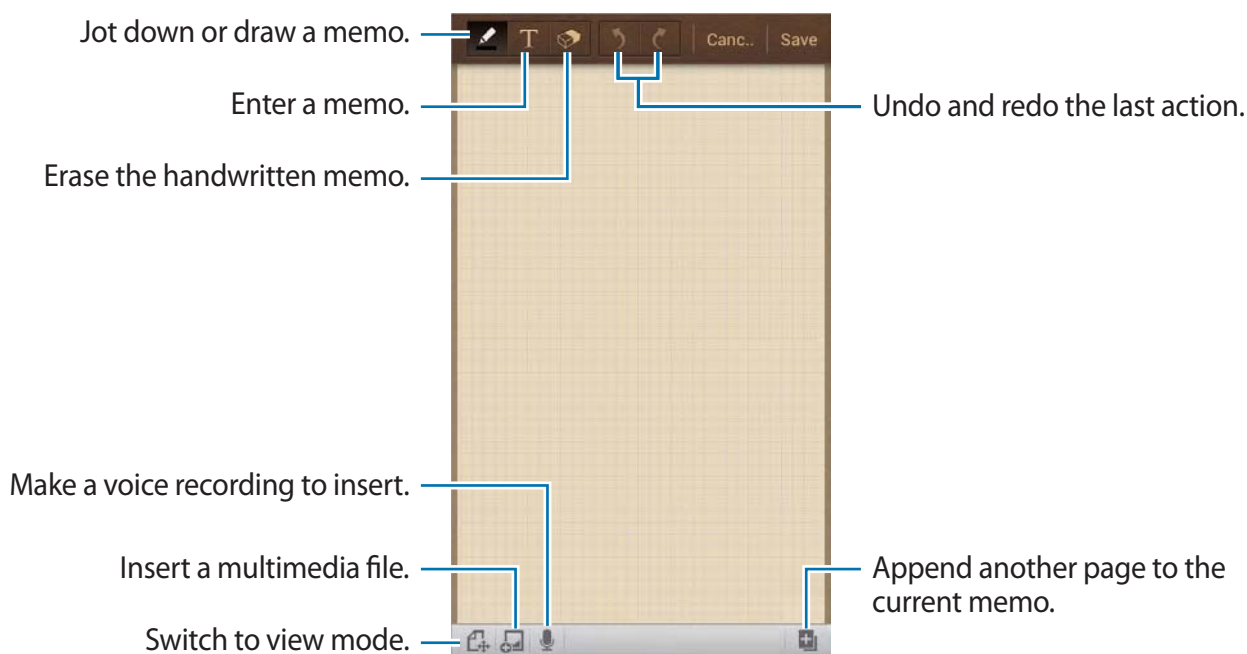 Jot down or draw a memo.
T
Canc..
Save
Enter a memo.
Undo and redo the last action.
Erase the handwritten memo.
Make a voice recording to insert.
Insert a multimedia file.
Append another page to the
current memo.
Switch to view mode.